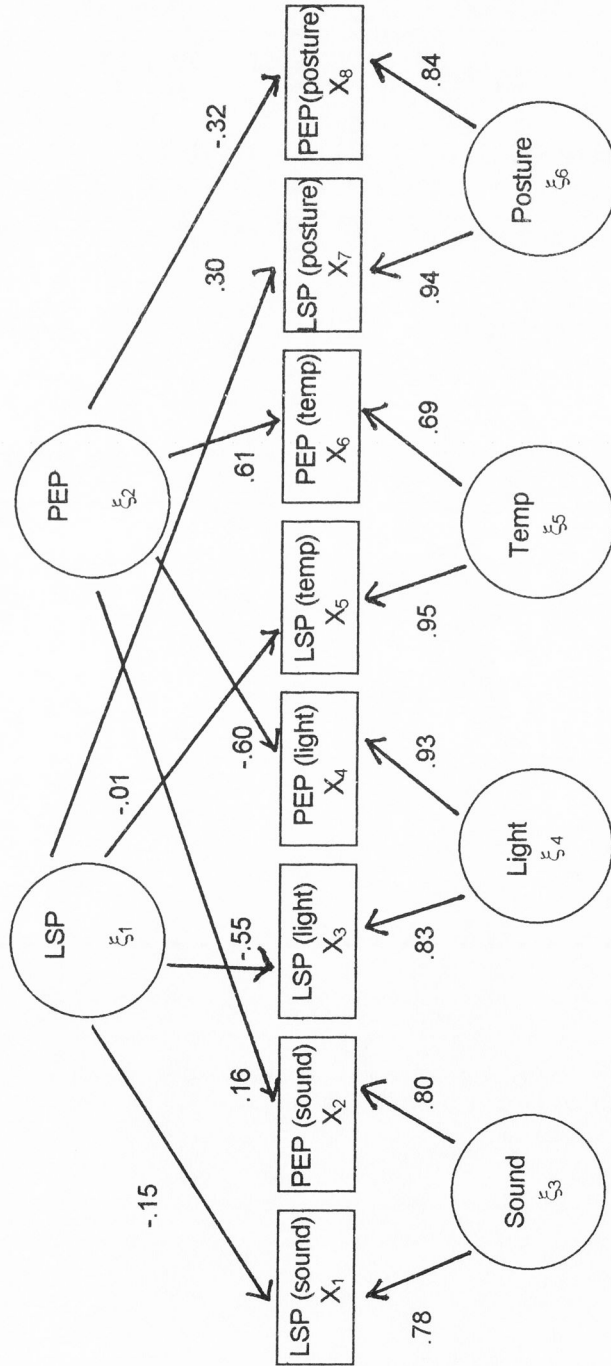 LSP
ξ1
PEP
ξ2
-.15
.16
-.55
-.01
-.60
.61
.30
-.32
LSP (sound)
X1
PEP (sound)
X2
LSP (light)
X3
PEP (light)
X4
LSP (temp)
X5
PEP (temp)
X6
LSP (posture)
X7
PEP(posture)
X8
.78
.80
.83
.93
.95
.69
.94
.84
Sound
ξ3
Light
ξ4
Temp
ξ5
Posture
ξ6